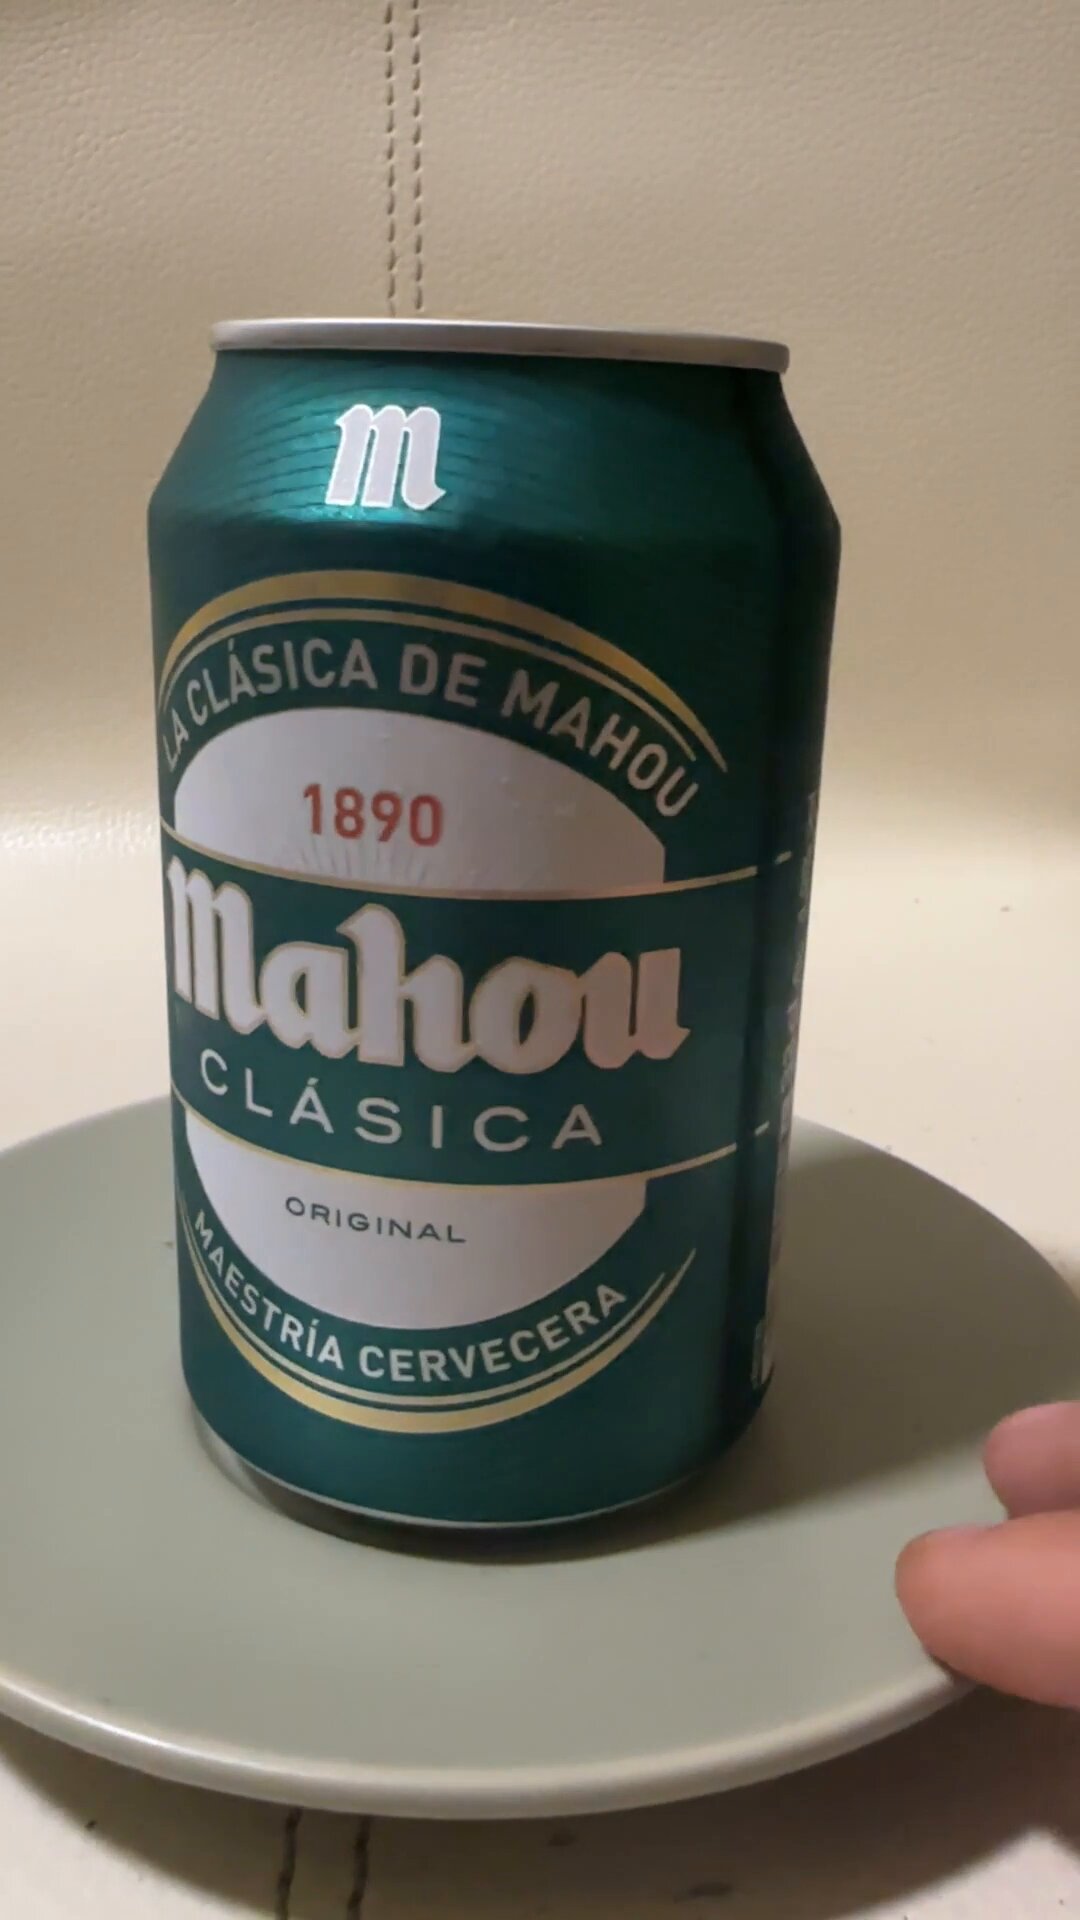 m
LA CLÁSICA DE MAHOU
1890
Mahou
CLÁSICA
ORIGINAL
MAESTRÍA CERVECERA